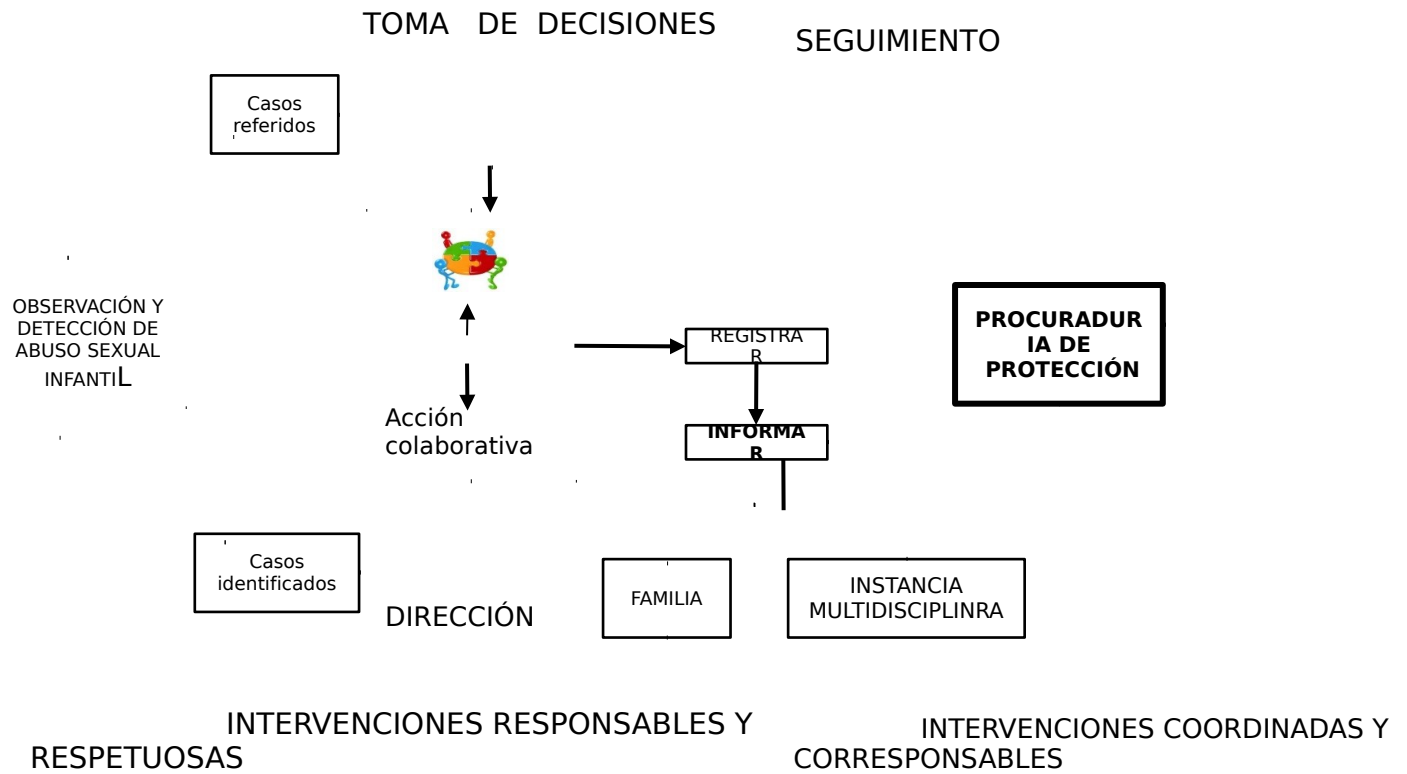 TOMA DE DECISIONES
SEGUIMIENTO
Casos
referidos
OBSERVACIÓN Y
DETECCIÓN DE
ABUSO SEXUAL
INFANTIL
REGISTRA
R
PROCURADUR
IA DE
PROTECCIÓN
Acción
colaborativa
INFORMA
R
Casos
identificados
DIRECCIÓN
FAMILIA
INSTANCIA
MULTIDISCIPLINRA
INTERVENCIONES RESPONSABLES Y
RESPETUOSAS
INTERVENCIONES COORDINADAS Y
CORRESPONSABLES